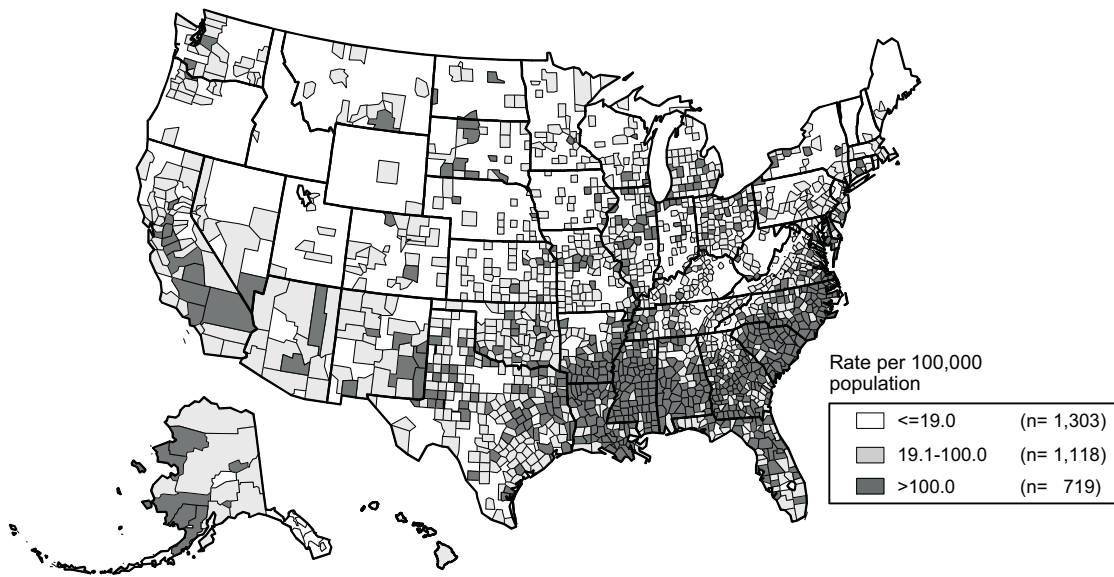 Rate per 100,000
population
<=19.0 (n= 1,303)
19.1-100.0 (n= 1,118)
>100.0 (n= 719)